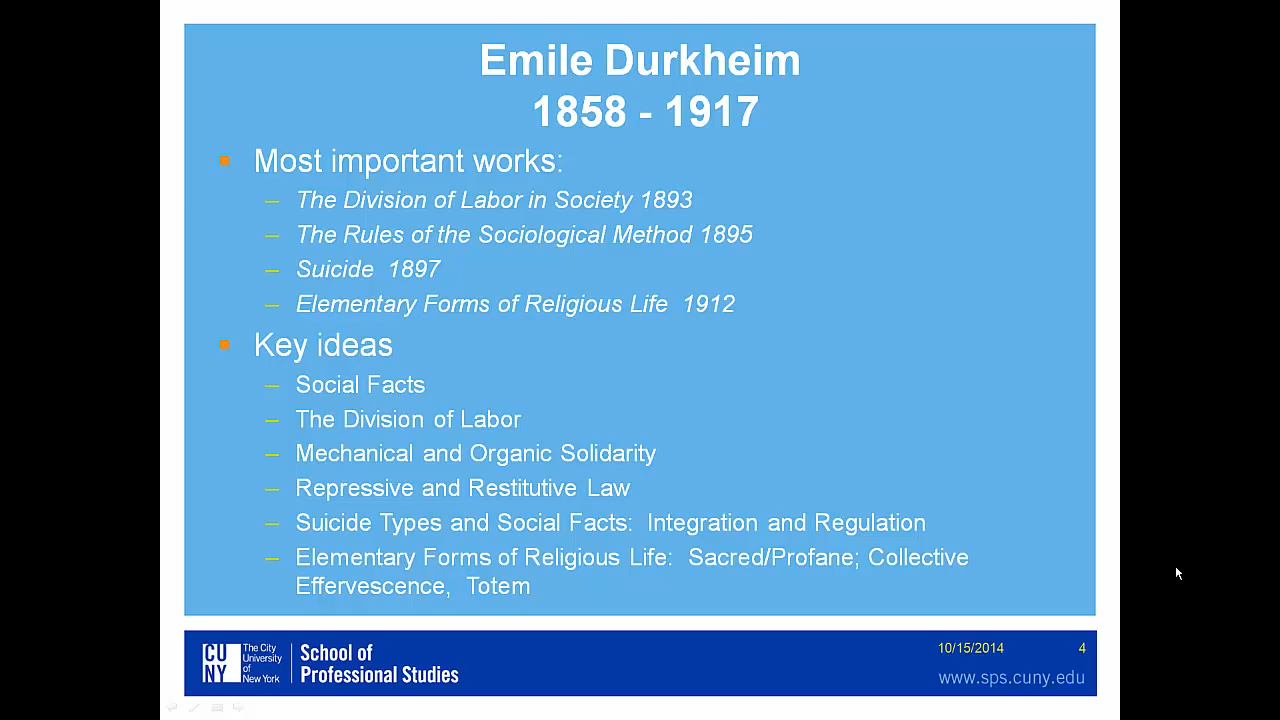 Emile Durkheim
1858 - 1917
Most important works:
– The Division of Labor in Society 1893
– The Rules of the Sociological Method 1895
– Suicide 1897
– Elementary Forms of Religious Life 1912
Key ideas
– Social Facts
– The Division of Labor
– Mechanical and Organic Solidarity
– Repressive and Restitutive Law
– Suicide Types and Social Facts: Integration and Regulation
– Elementary Forms of Religious Life: Sacred/Profane; Collective
Effervescence, Totem
CU
NY
The City
University
of
New York
School of
Professional Studies
10/15/2014
4
www.sps.cuny.edu